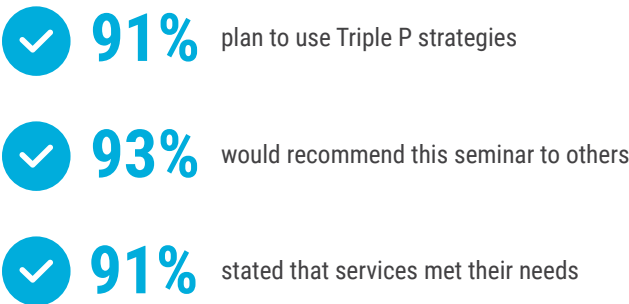 91% plan to use Triple P strategies
93% would recommend this seminar to others
91% stated that services met their needs